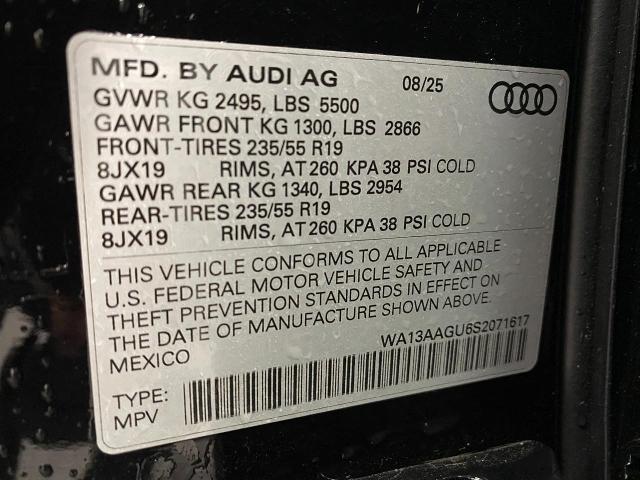 MFD. BY AUDI AG 08/25
GVWR KG 2495, LBS 5500
GAWR FRONT KG 1300, LBS 2866
FRONT-TIRES 235/55 R19
8JX19 RIMS, AT 260 KPA 38 PSI COLD
GAWR REAR KG 1340, LBS 2954
REAR-TIRES 235/55 R19
8JX19 RIMS, AT 260 KPA 38 PSI COLD
THIS VEHICLE CONFORMS TO ALL APPLICABLE
U.S. FEDERAL MOTOR VEHICLE SAFETY AND
THEFT PREVENTION STANDARDS IN EFFECT ON
THE DATE OF MANUFACTURE SHOWN ABOVE.
MEXICO WA13AAGU6S2071617
TYPE:
MPV